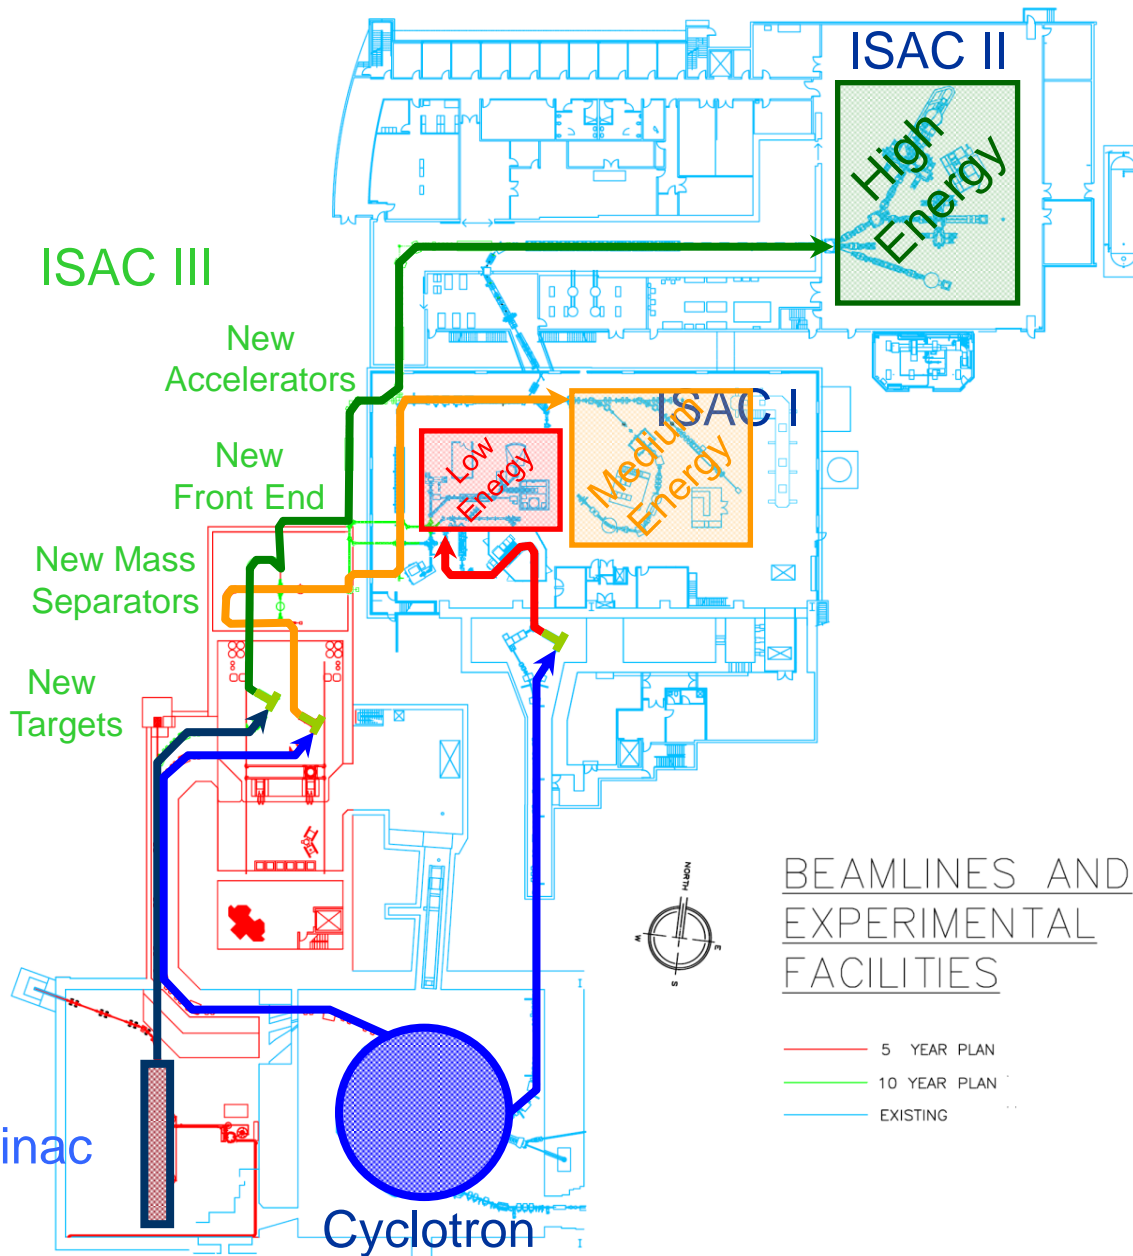 ISAC II
High
Energy
ISAC III
New
Accelerators
ISAC I
Low
Energy
Medium
Energy
New
Front End
New Mass
Separators
New
Targets
NORTH
W
E
S
BEAMLINES AND
EXPERIMENTAL
FACILITIES
5 YEAR PLAN
10 YEAR PLAN
EXISTING
inac
Cyclotron